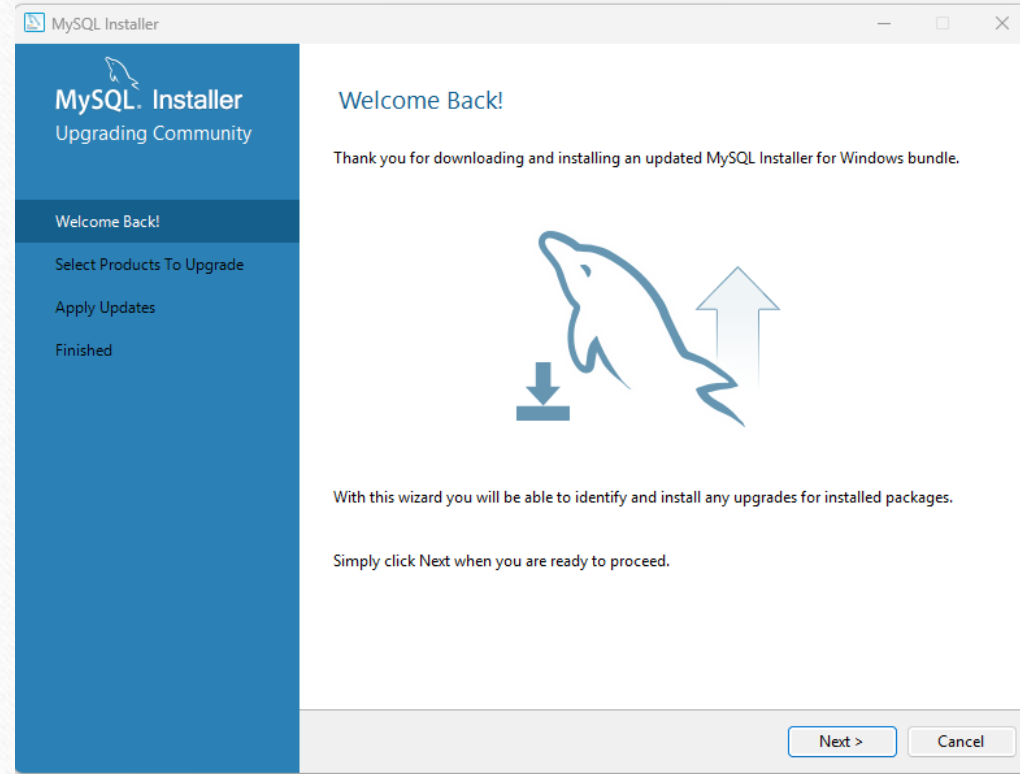 MySQL Installer
MySQL. Installer
Upgrading Community
Welcome Back!
Select Products To Upgrade
Apply Updates
Finished
Welcome Back!
Thank you for downloading and installing an updated MySQL Installer for Windows bundle.
With this wizard you will be able to identify and install any upgrades for installed packages.
Simply click Next when you are ready to proceed.
Next >
Cancel